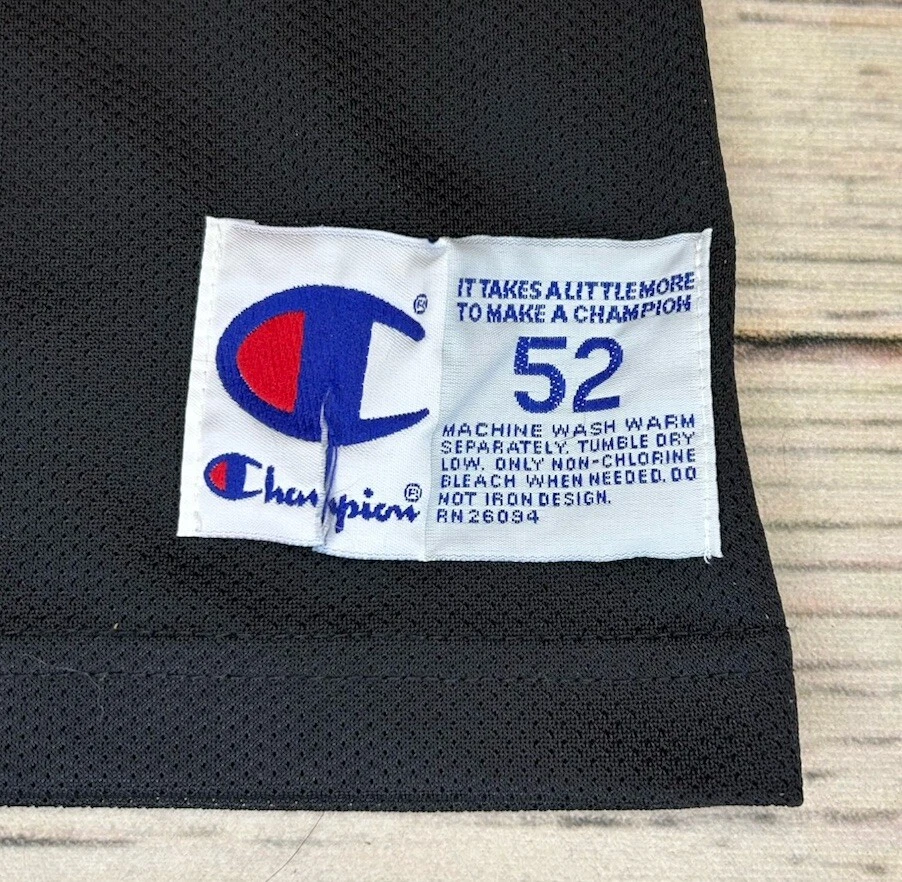 ®
Champion®
IT TAKES A LITTLE MORE
TO MAKE A CHAMPION
52
MACHINE WASH WARM
SEPARATELY. TUMBLE DRY
LOW. ONLY NON-CHLORINE
BLEACH WHEN NEEDED. DO
NOT IRON DESIGN.
RN26094